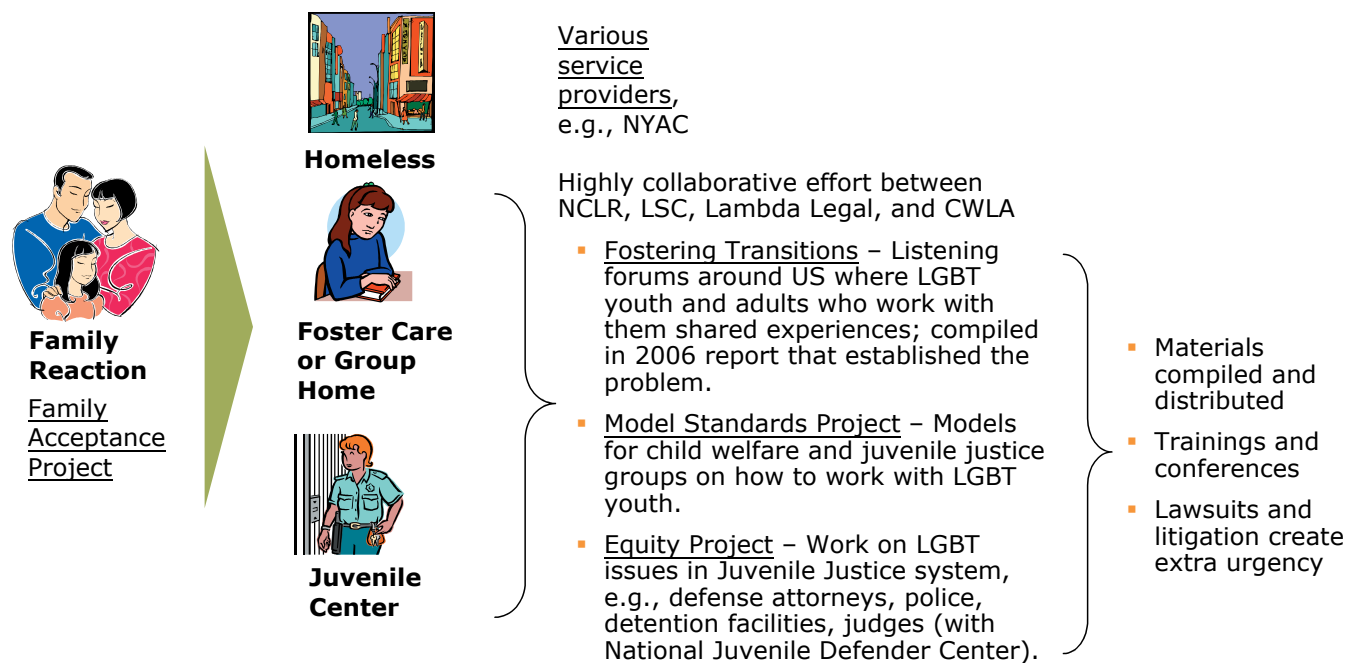 Various
service
providers,
e.g., NYAC
Homeless
Highly collaborative effort between
NCLR, LSC, Lambda Legal, and CWLA
Family
Reaction
Family
Acceptance
Project
Foster Care
or Group
Home
Juvenile
Center
▪ Fostering Transitions – Listening
forums around US where LGBT
youth and adults who work with
them shared experiences; compiled
in 2006 report that established the
problem.
▪ Model Standards Project – Models
for child welfare and juvenile justice
groups on how to work with LGBT
youth.
▪ Equity Project – Work on LGBT
issues in Juvenile Justice system,
e.g., defense attorneys, police,
detention facilities, judges (with
National Juvenile Defender Center).
▪ Materials
compiled and
distributed
▪ Trainings and
conferences
▪ Lawsuits and
litigation create
extra urgency